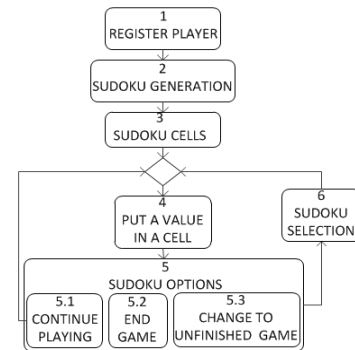 1
REGISTER PLAYER
2
SUDOKU GENERATION
3
SUDOKU CELLS
4
PUT A VALUE
IN A CELL
6
SUDOKU
SELECTION
5
SUDOKU OPTIONS
5.1
CONTINUE
PLAYING
5.2
END
GAME
5.3
CHANGE TO
UNFINISHED GAME